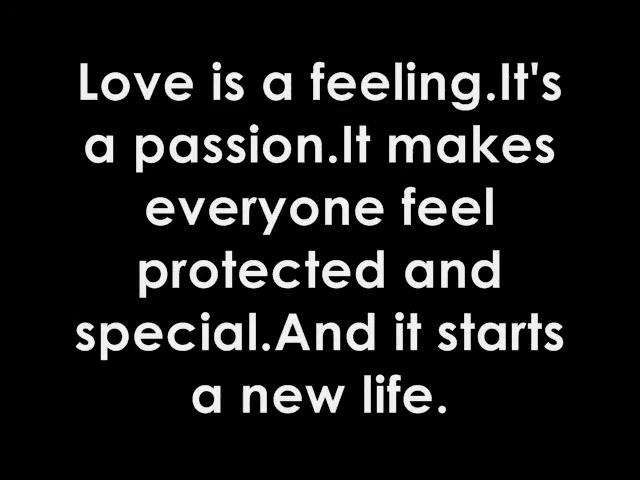 Love is a feeling.It's
a passion.It makes
everyone feel
protected and
special.And it starts
a new life.